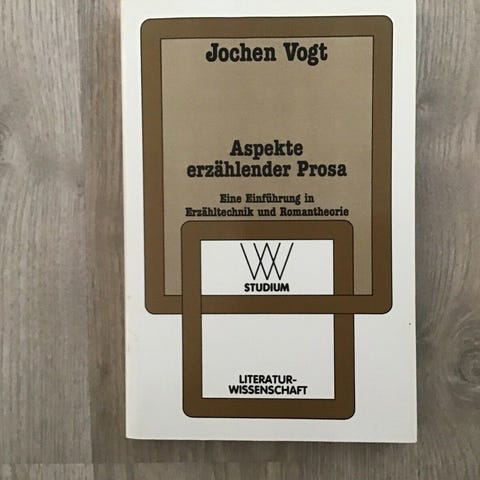 Jochen Vogt
Aspekte
erzählender Prosa
Eine Einführung in
Erzähltechnik und Romantheorie
WV
STUDIUM
LITERATUR-
WISSENSCHAFT